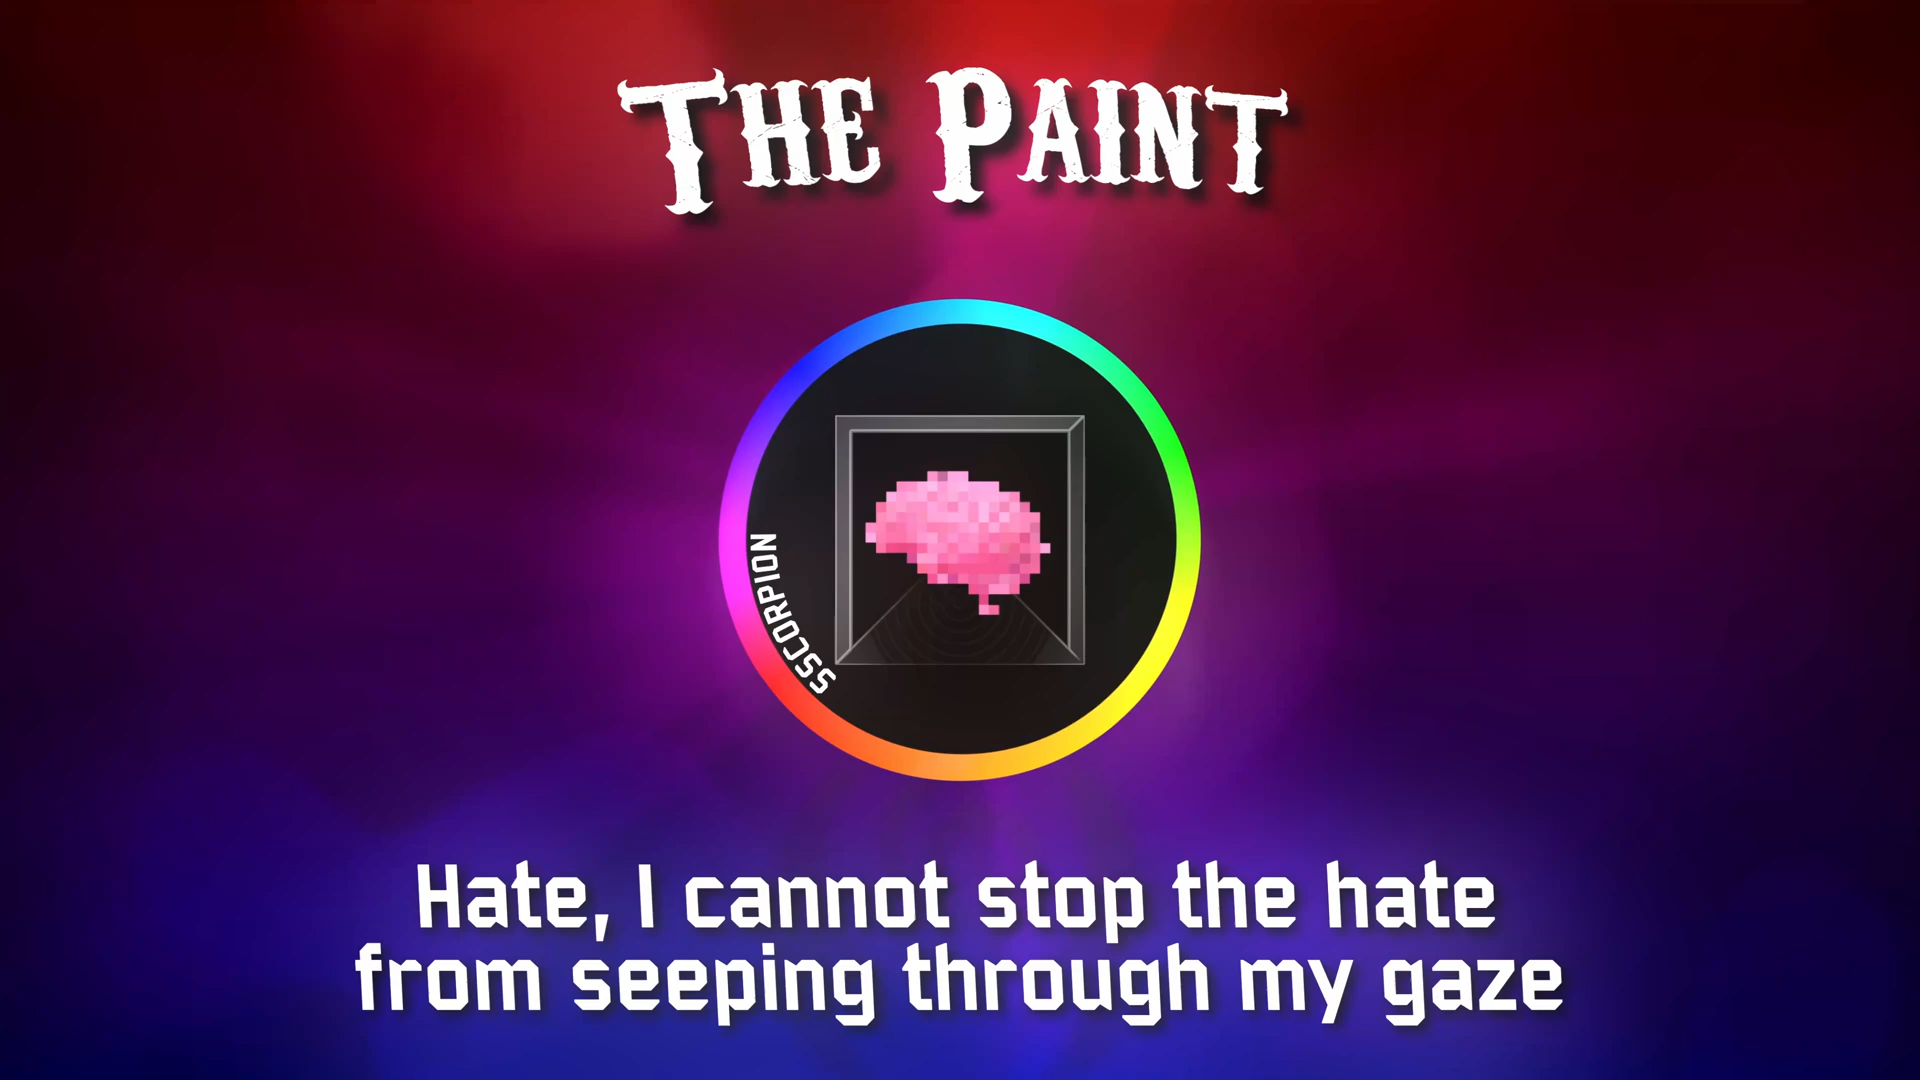 The Paint
SSCORPION
Hate, I cannot stop the hate
from seeping through my gaze